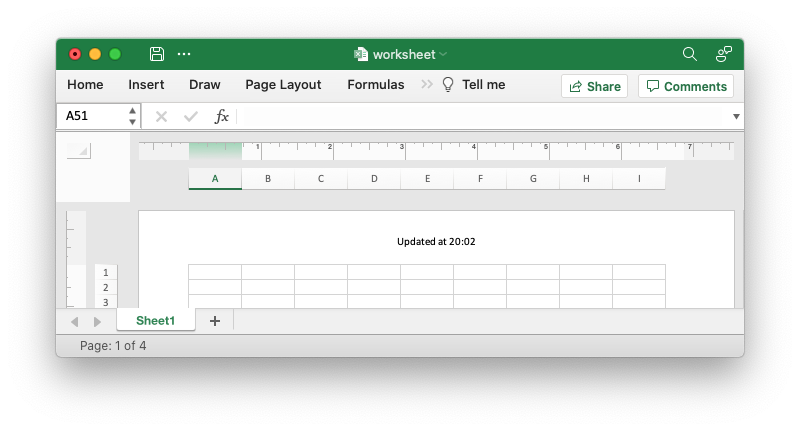 worksheet
Home Insert Draw Page Layout Formulas Tell me Share Comments
A51 fx
1 2 3 4 5 6 7
A B C D E F G H I
Updated at 20:02
1
2
3
Sheet1 +
Page: 1 of 4